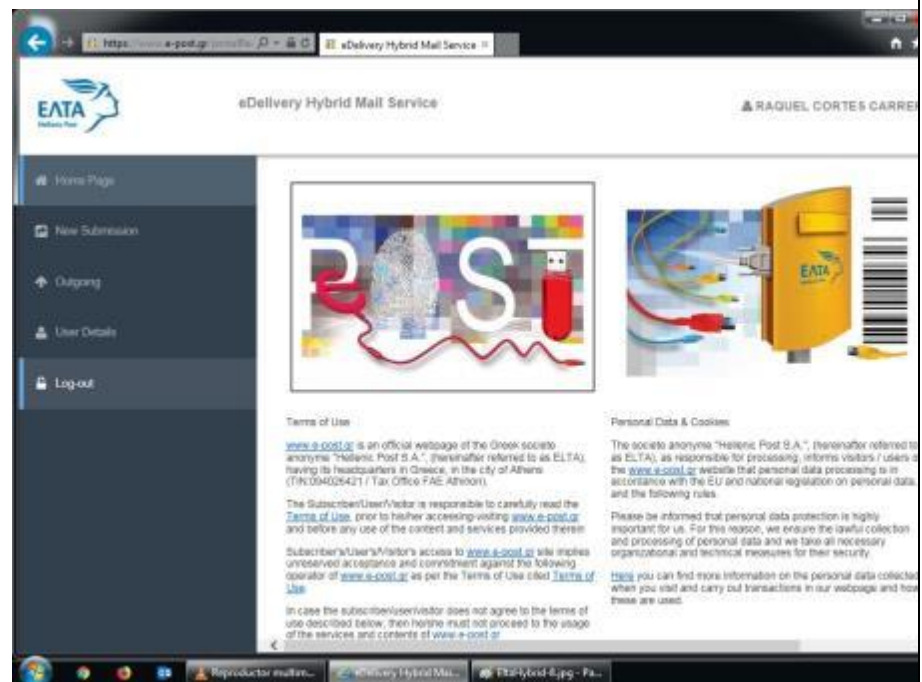 https://www.e-post.gr
eDelivery Hybrid Mail Service
ΕΛΤΑ
Hellenic Post
eDelivery Hybrid Mail Service
RAQUEL CORTES CARRE
Home Page
New Submission
Outgoing
User Details
Log-out
P e O S T
ΕΛΤΑ
Terms of Use
www.e-post.gr is an official webpage of the Greek societe
anonyme "Hellenic Post S.A.", (hereinafter referred to as ELTA),
having its headquarters in Greece, in the city of Athens
(TIN:094026421 / Tax Office FAE Athinon).
The Subscriber/User/Visitor is responsible to carefully read the
Terms of Use, prior to his/her accessing-visiting www.e-post.gr
and before any use of the content and services provided therein
Subscriber's/User's/Visitor's access to www.e-post.gr site implies
unreserved acceptance and commitment against the following
operator of www.e-post.gr as per the Terms of Use cited Terms of
Use
In case the subscriber/user/visitor does not agree to the terms of
use described below, then he/she must not proceed to the usage
of the services and contents of www.e-post.gr
Personal Data & Cookies
The societe anonyme "Hellenic Post S.A.", (hereinafter referred to
as ELTA), as responsible for processing, informs visitors / users o
the www.e-post.gr website that personal data processing is in
accordance with the EU and national legislation on personal data,
and the following rules
Please be informed that personal data protection is highly
important for us. For this reason, we ensure the lawful collection
and processing of personal data and we take all necessary
organizational and technical measures for their security.
Here you can find more information on the personal data collected
when you visit and carry out transactions in our webpage and how
these are used.
Reproductor multim...
eDelivery Hybrid Mai...
EltaHybrid-8.jpg - Pa...